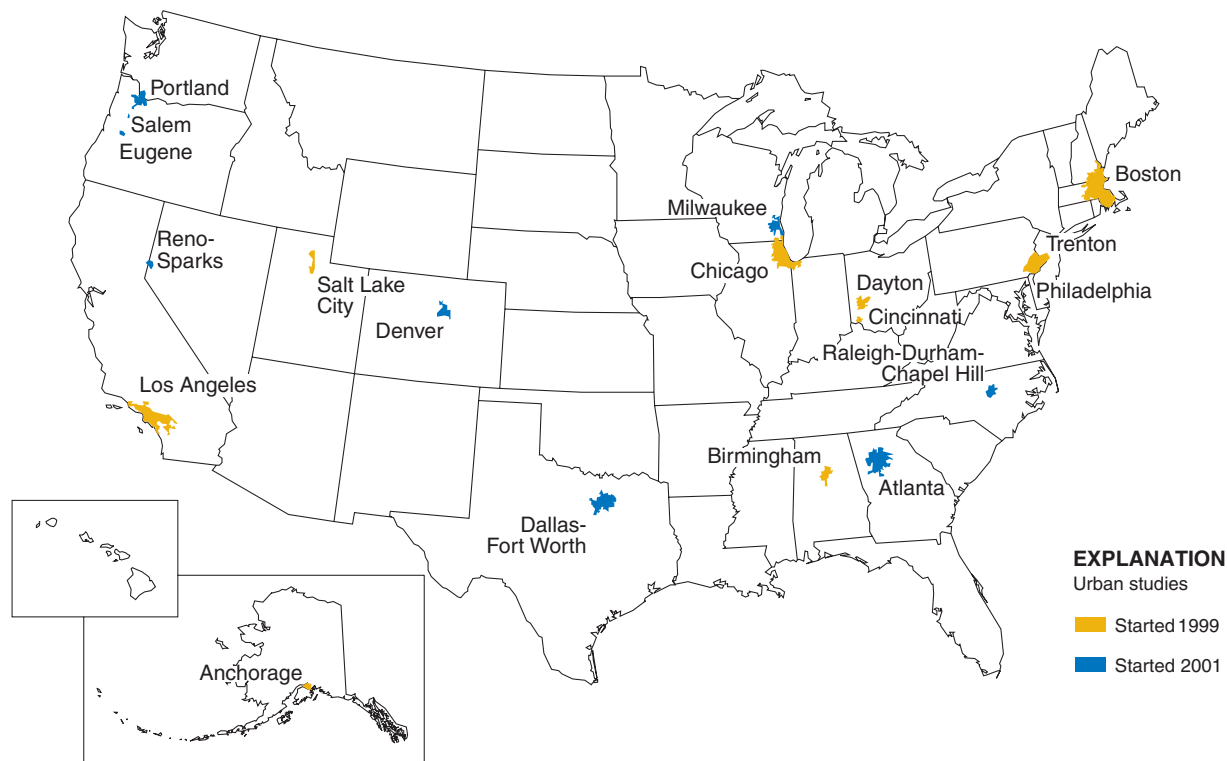 Portland
Salem
Eugene
Reno-
Sparks
Salt Lake
City
Denver
Los Angeles
Milwaukee
Chicago
Dayton
Cincinnati
Boston
Trenton
Philadelphia
Raleigh-Durham-
Chapel Hill
Birmingham
Atlanta
Dallas-
Fort Worth
Anchorage
EXPLANATION
Urban studies
Started 1999
Started 2001